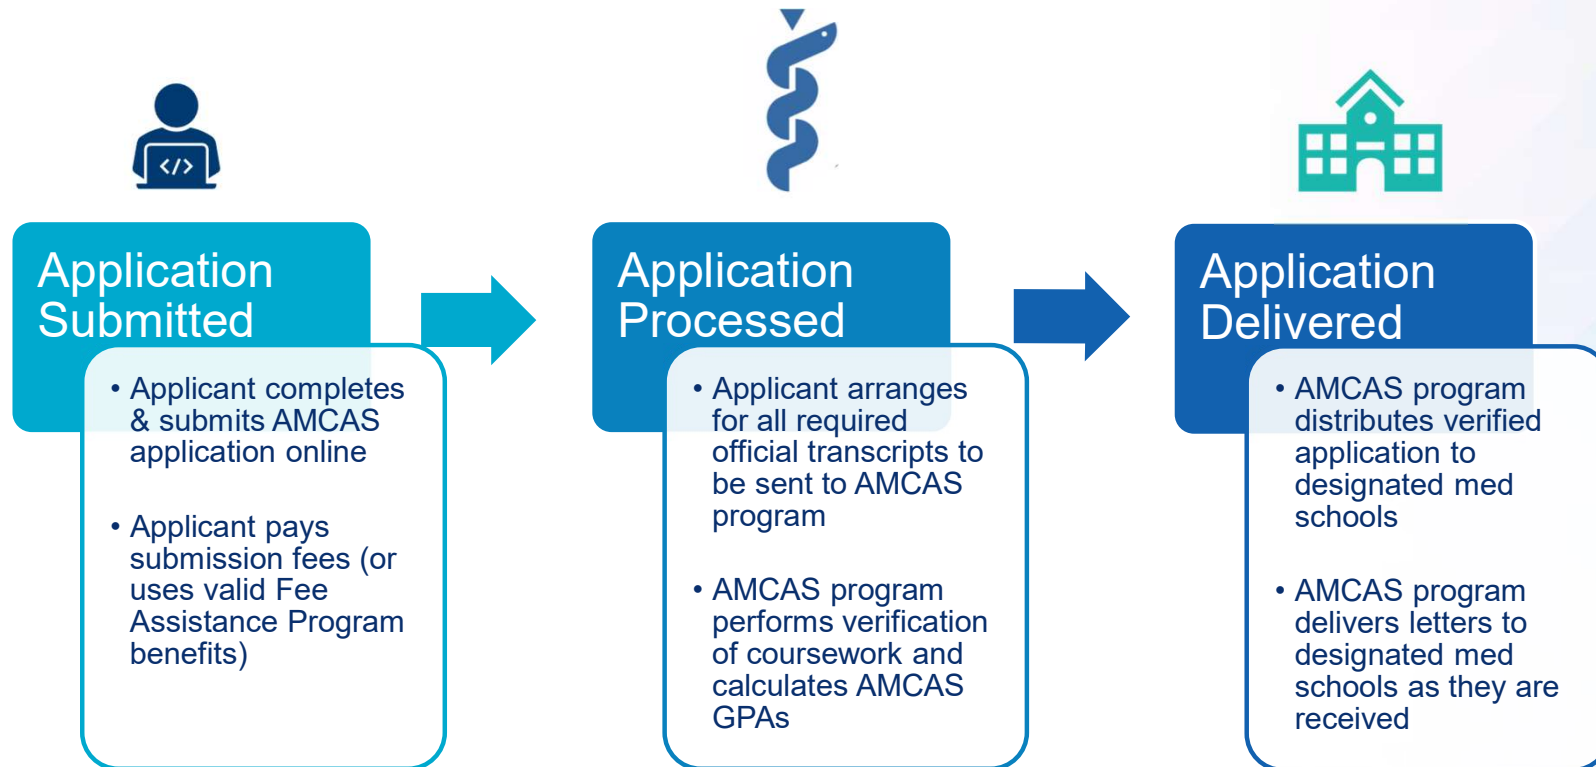 </>
Application
Submitted
• Applicant completes
& submits AMCAS
application online
• Applicant pays
submission fees (or
uses valid Fee
Assistance Program
benefits)
Application
Processed
• Applicant arranges
for all required
official transcripts to
be sent to AMCAS
program
• AMCAS program
performs verification
of coursework and
calculates AMCAS
GPAs
Application
Delivered
• AMCAS program
distributes verified
application to
designated med
schools
• AMCAS program
delivers letters to
designated med
schools as they are
received